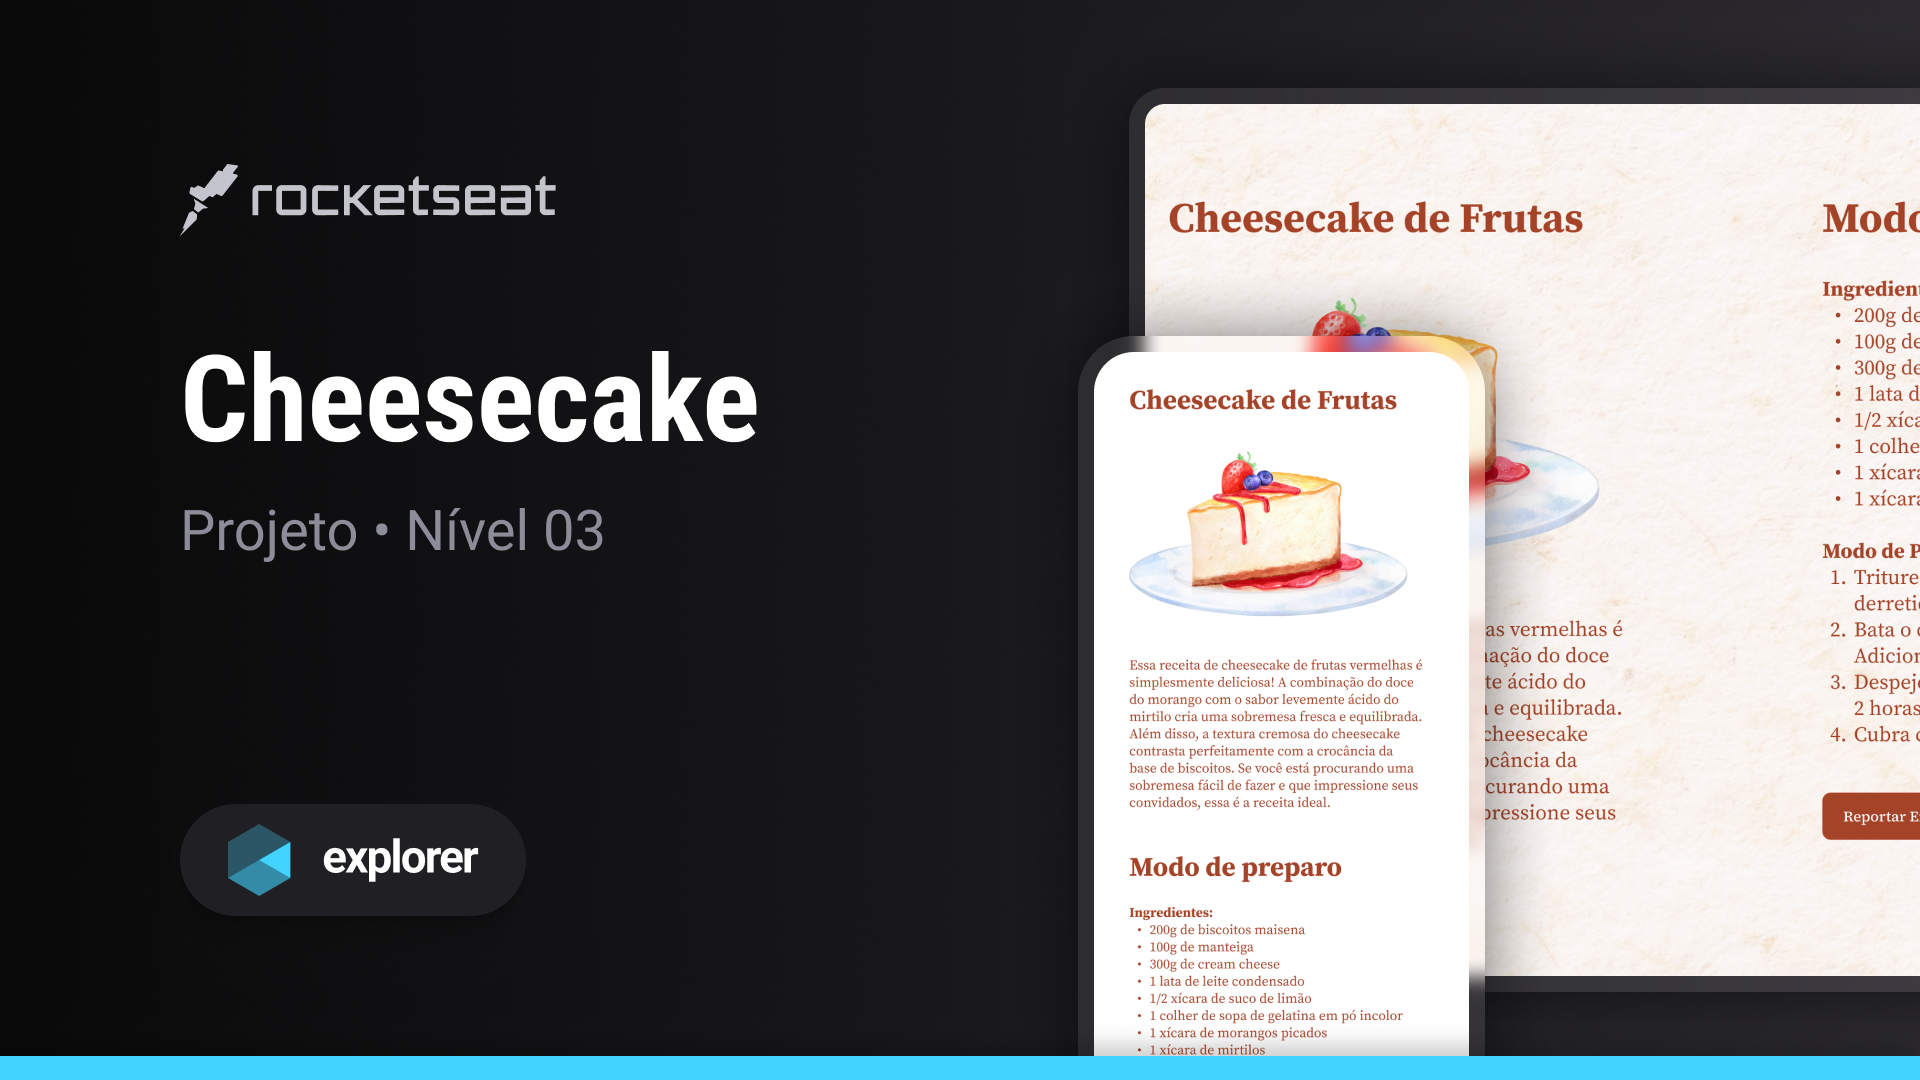 rocketseat
Cheesecake
Projeto • Nível 03
explorer
Cheesecake de Frutas
as vermelhas é
ação do doce
te ácido do
e equilibrada.
cheesecake
ocância da
curando uma
pressione seus
Modo
Ingredient
• 200g de
• 100g de
• 300g de
• 1 lata d
• 1/2 xíca
• 1 colhe
• 1 xícara
• 1 xícara
Modo de P
1. Triture
derreti
2. Bata o
Adicion
3. Despej
2 horas
4. Cubra
Reportar E
Cheesecake de Frutas
Essa receita de cheesecake de frutas vermelhas é
simplesmente deliciosa! A combinação do doce
do morango com o sabor levemente ácido do
mirtilo cria uma sobremesa fresca e equilibrada.
Além disso, a textura cremosa do cheesecake
contrasta perfeitamente com a crocância da
base de biscoitos. Se você está procurando uma
sobremesa fácil de fazer e que impressione seus
convidados, essa é a receita ideal.
Modo de preparo
Ingredientes:
• 200g de biscoitos maisena
• 100g de manteiga
• 300g de cream cheese
• 1 lata de leite condensado
• 1/2 xícara de suco de limão
• 1 colher de sopa de gelatina em pó incolor
• 1 xícara de morangos picados
• 1 xícara de mirtilos